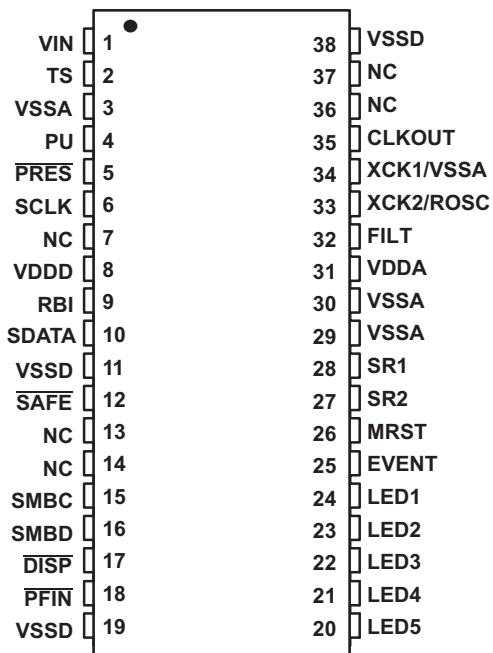 VIN 1 38 VSSD
TS 2 37 NC
VSSA 3 36 NC
PU 4 35 CLKOUT
PRES 5 34 XCK1/VSSA
SCLK 6 33 XCK2/ROSC
NC 7 32 FILT
VDDD 8 31 VDDA
RBI 9 30 VSSA
SDATA 10 29 VSSA
VSSD 11 28 SR1
SAFE 12 27 SR2
NC 13 26 MRST
NC 14 25 EVENT
SMBC 15 24 LED1
SMBD 16 23 LED2
DISP 17 22 LED3
PFIN 18 21 LED4
VSSD 19 20 LED5